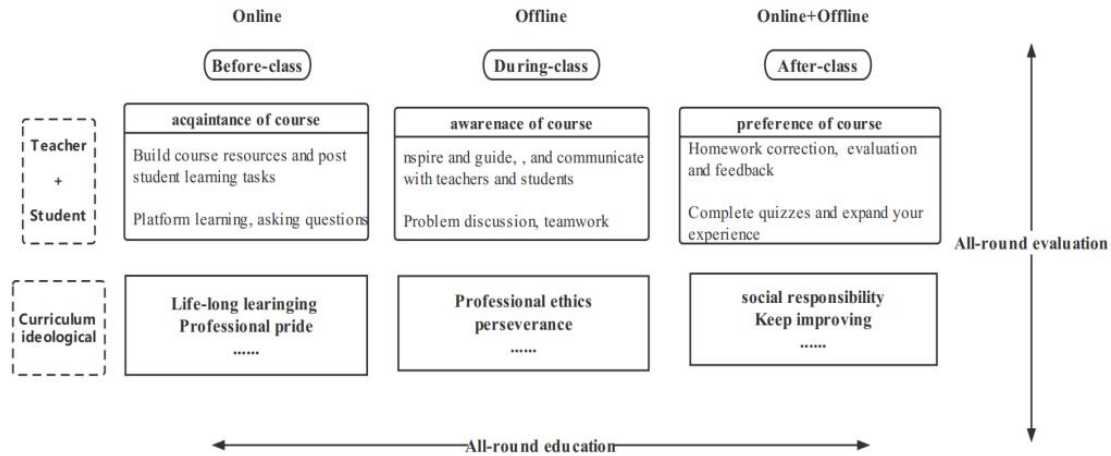 Online
Offline
Online+Offline
Before-class
During-class
After-class
Teacher
+
Student
acqaintance of course
Build course resources and post
student learning tasks
Platform learning, asking questions
awarenace of course
nspire and guide, , and communicate
with teachers and students
Problem discussion, teamwork
preference of course
Homework correction, evaluation
and feedback
Complete quizzes and expand your
experience
All-round evaluation
Curriculum
ideological
Life-long learinging
Professional pride
......
Professional ethics
perseverance
......
social responsibility
Keep improving
......
All-round education